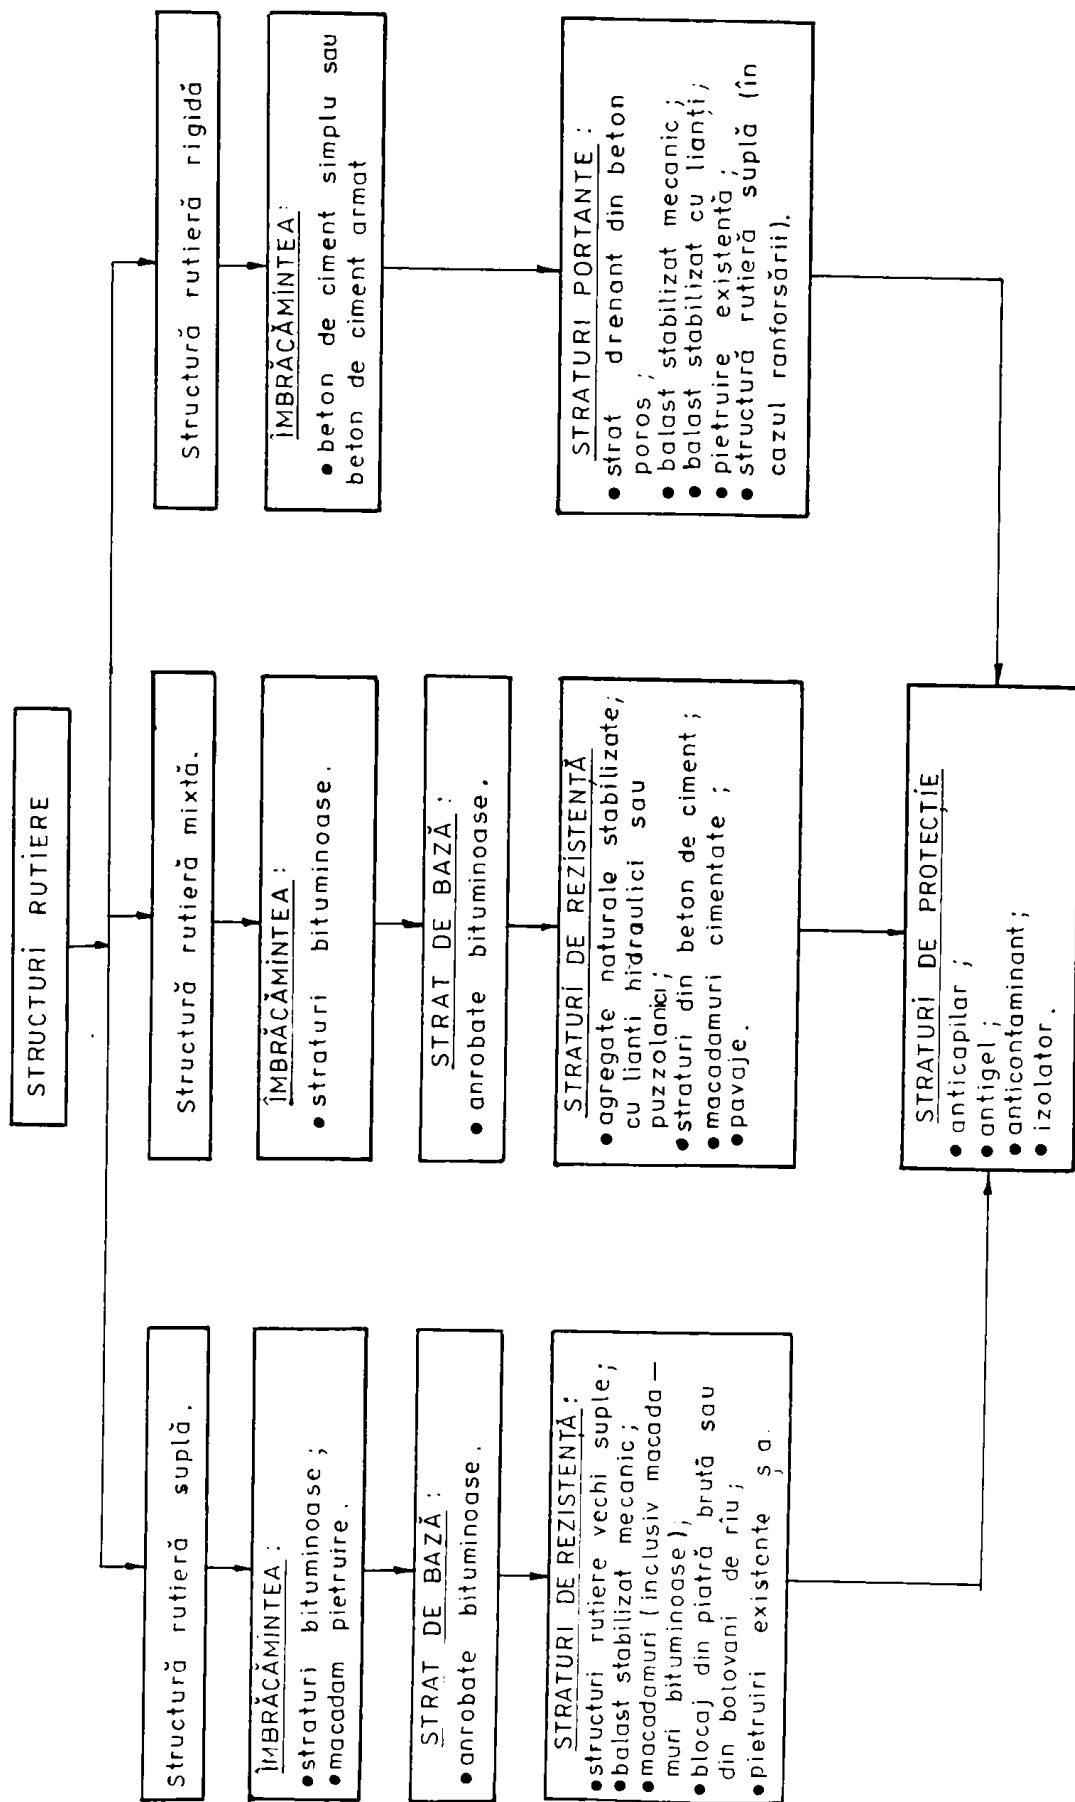 STRUCTURI RUTIERE
Structură rutieră suplă.
ÎMBRĂCĂMINTEA:
• straturi bituminoase;
• macadam pietruire.
STRAT DE BAZĂ:
• anrobate bituminoase.
STRATURI DE REZISTENȚĂ:
• structuri rutiere vechi suple;
• balast stabilizat mecanic;
• macadamuri (inclusiv macada—
muri bituminoase);
• blocaj din piatră brută sau
din bolovani de rîu;
• pietruiri existente ș a.
Structură rutieră mixtă.
ÎMBRĂCĂMINTEA:
• straturi bituminoase.
STRAT DE BAZĂ:
• anrobate bituminoase.
STRATURI DE REZISTENȚĂ
• agregate naturale stabilizate,
cu lianti hidraulici sau
puzzolanici;
• straturi din beton de ciment;
• macadamuri cimentate;
• pavaje.
Structură rutieră rigidă
ÎMBRĂCĂMINTEA:
• beton de ciment simplu sau
beton de ciment armat
STRATURI PORTANTE:
• strat drenant din beton
poros;
• balast stabilizat mecanic;
• balast stabilizat cu lianți;
• pietruire existentă;
• structură rutieră suplă (în
cazul ranforsării).
STRATURI DE PROTECȚIE
• anticapilar;
• antigel;
• anticontaminant;
• izolator.